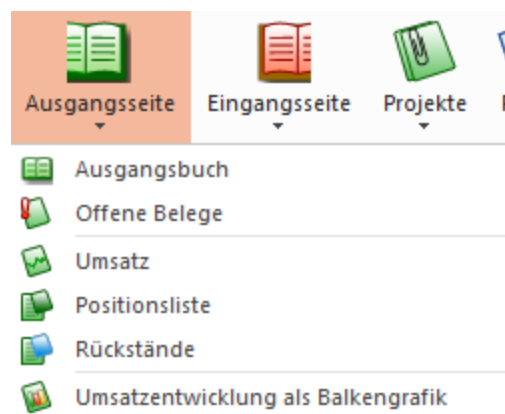 Ausgangsseite Eingangsseite Projekte
Ausgangsbuch
Offene Belege
Umsatz
Positionsliste
Rückstände
Umsatzentwicklung als Balkengrafik